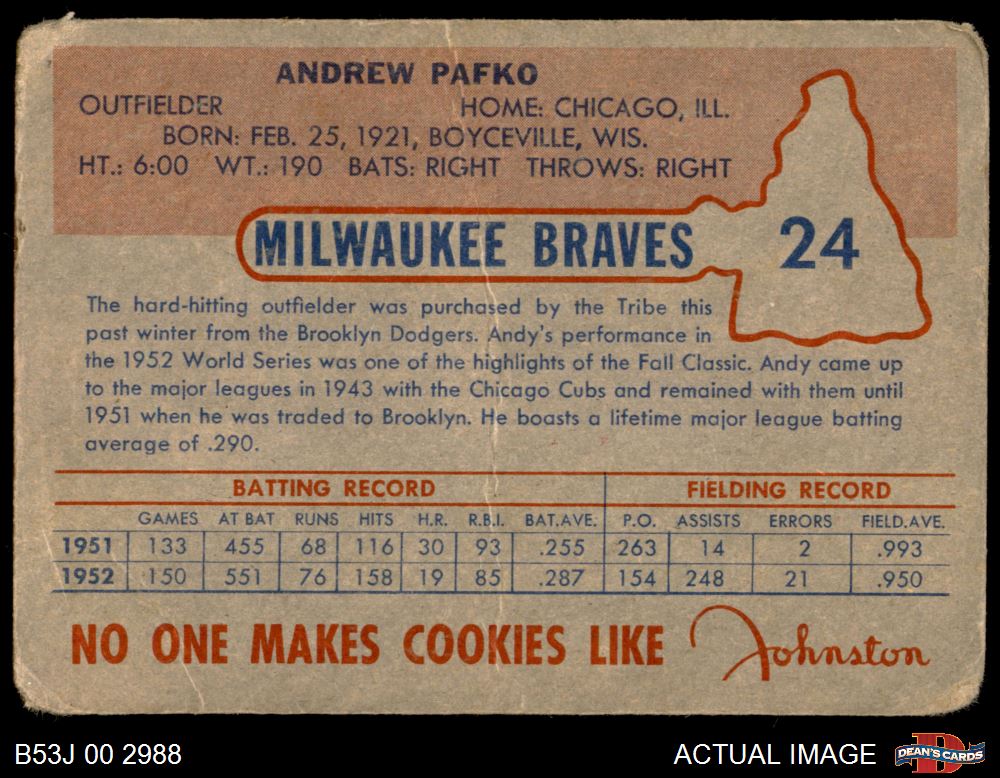 ANDREW PAFKO
OUTFIELDER HOME: CHICAGO, ILL.
BORN: FEB. 25, 1921, BOYCEVILLE, WIS.
HT.: 6:00 WT.: 190 BATS: RIGHT THROWS: RIGHT
MILWAUKEE BRAVES 24
The hard-hitting outfielder was purchased by the Tribe this
past winter from the Brooklyn Dodgers. Andy's performance in
the 1952 World Series was one of the highlights of the Fall Classic. Andy came up
to the major leagues in 1943 with the Chicago Cubs and remained with them until
1951 when he was traded to Brooklyn. He boasts a lifetime major league batting
average of .290.
BATTING RECORD FIELDING RECORD
GAMES AT BAT RUNS HITS H.R. R.B.I. BAT.AVE. P.O. ASSISTS ERRORS FIELD.AVE.
1951 133 455 68 116 30 93 .255 263 14 2 .993
1952 150 551 76 158 19 85 .287 154 248 21 .950
NO ONE MAKES COOKIES LIKE Johnston
B53J 00 2988 ACTUAL IMAGE DEAN'S CARDS